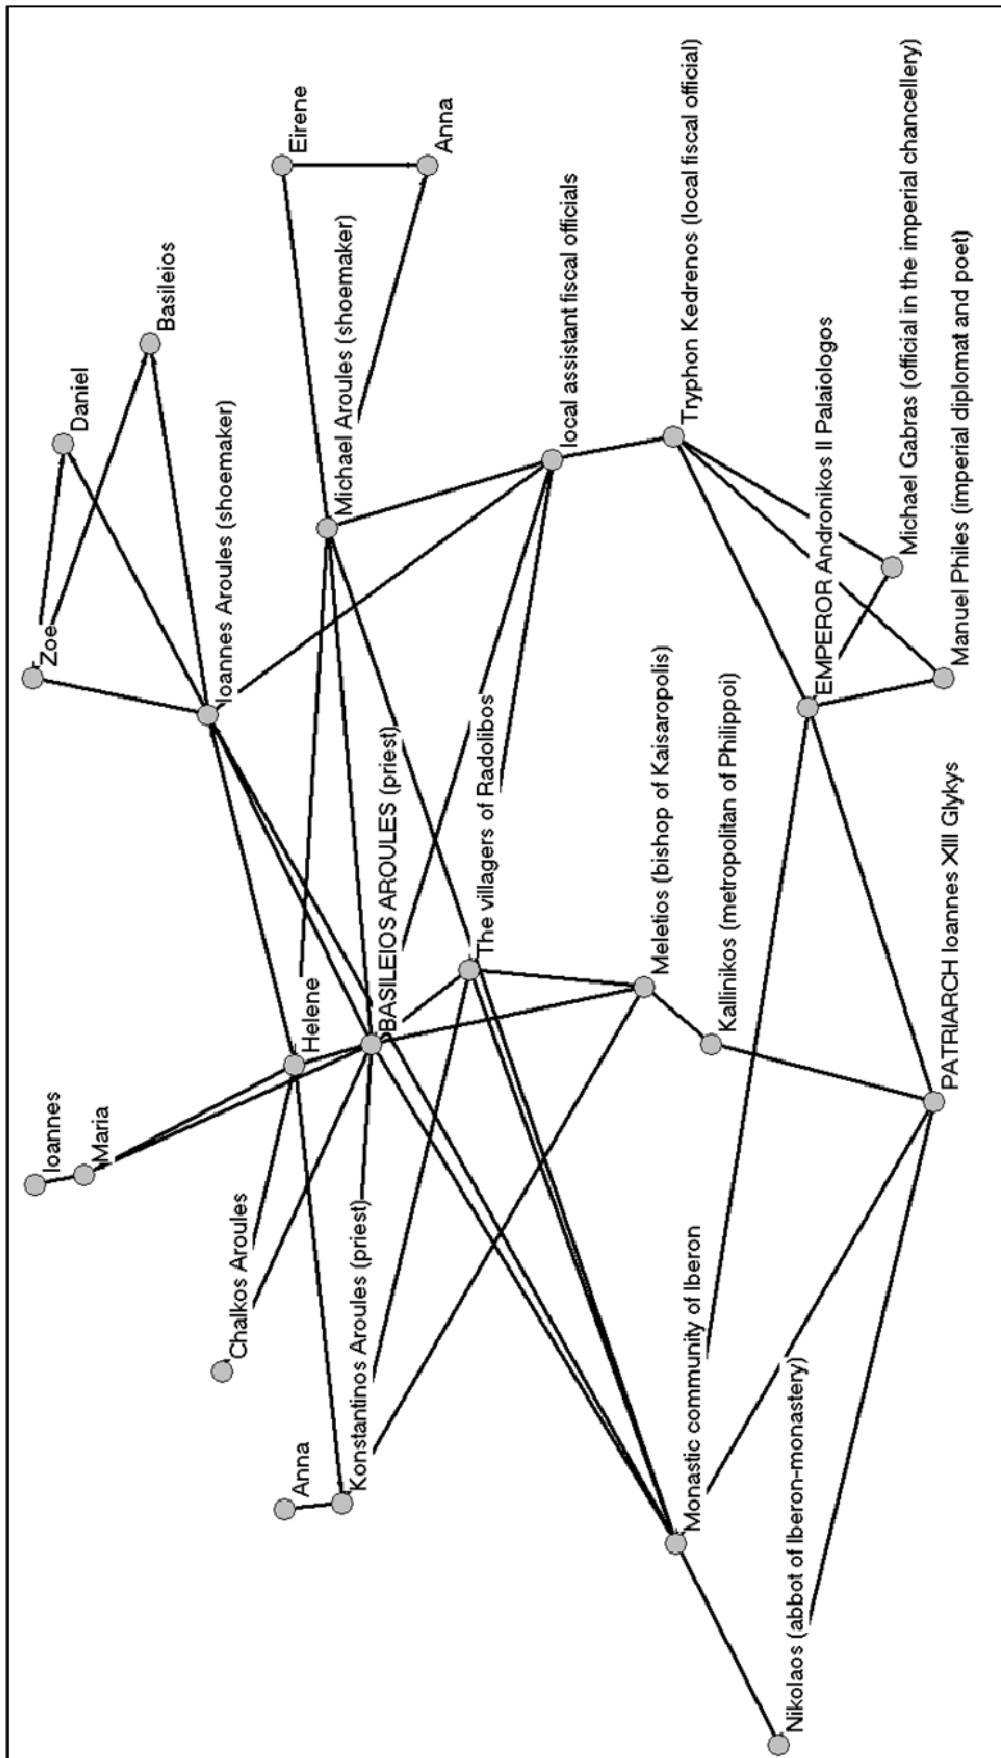 Ioannes
Maria
Zoe
Daniel
Basileios
Eirene
Anna
Ioannes Aroules (shoemaker)
Michael Aroules (shoemaker)
Chalkos Aroules
Helene
Anna
Konstantinos Aroules (priest)
BASILEIOS AROULES (priest)
The villagers of Radolibos
local assistant fiscal officials
Meletios (bishop of Kaisaropolis)
Tryphon Kedrenos (local fiscal official)
Monastic community of Iberon
Kallinikos (metropolitan of Philippoi)
EMPEROR Andronikos II Palaiologos
Nikolaos (abbot of Iberon-monastery)
Michael Gabras (official in the imperial chancellery)
PATRIARCH Ioannes XIII Glykys
Manuel Philes (imperial diplomat and poet)